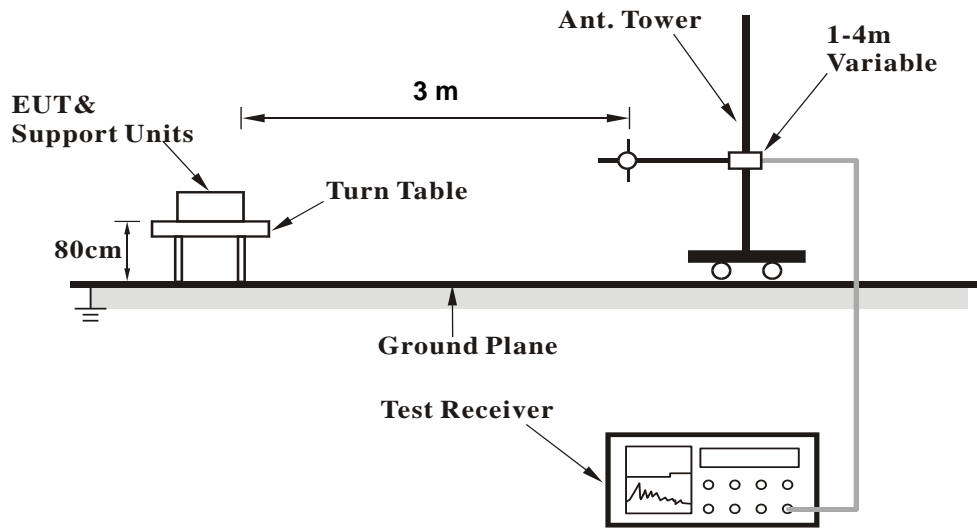 Ant. Tower
1-4m
Variable
3 m
EUT&
Support Units
Turn Table
80cm
Ground Plane
Test Receiver